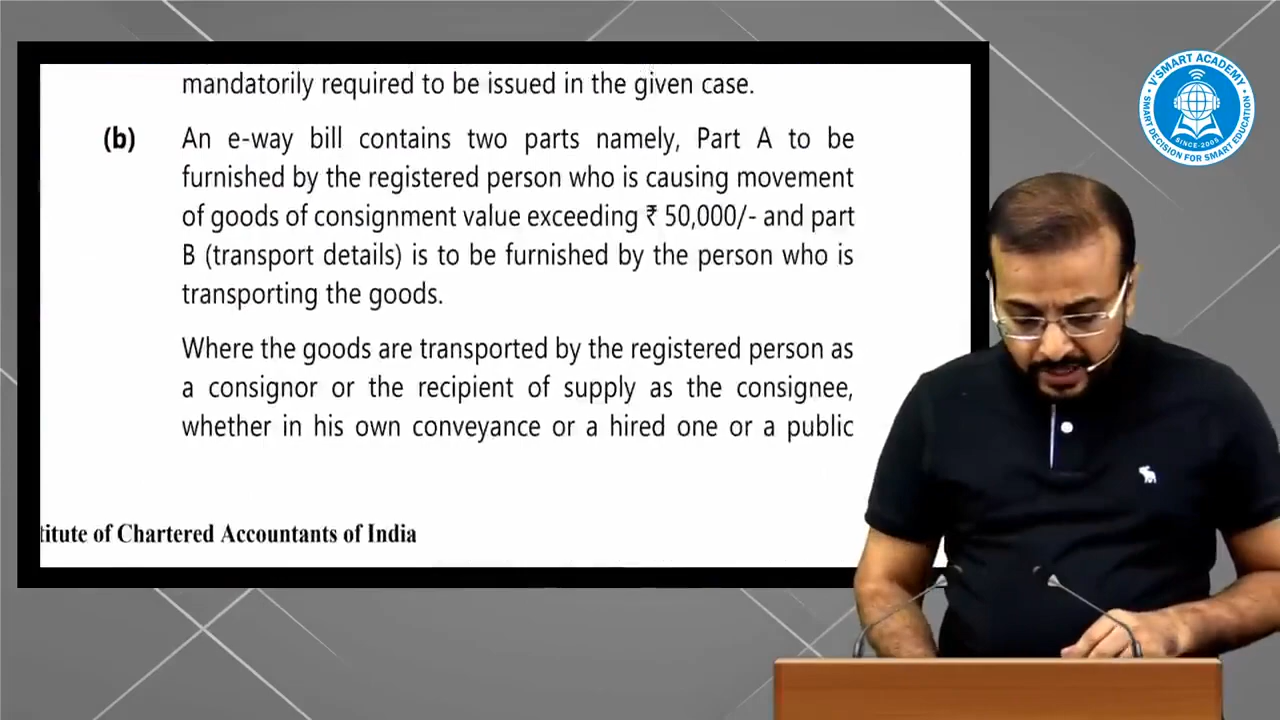 mandatorily required to be issued in the given case.
(b) An e-way bill contains two parts namely, Part A to be
furnished by the registered person who is causing movement
of goods of consignment value exceeding ₹ 50,000/- and part
B (transport details) is to be furnished by the person who is
transporting the goods.
Where the goods are transported by the registered person as
a consignor or the recipient of supply as the consignee,
whether in his own conveyance or a hired one or a public
titute of Chartered Accountants of India
V'SMART ACADEMY
SMART DECISION FOR SMART EDUCATION
SINCE-2005